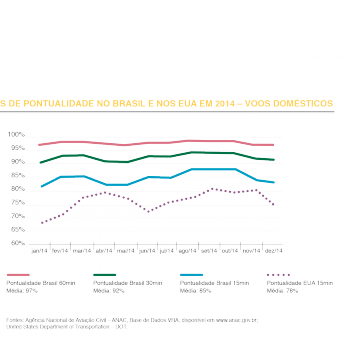 S DE PONTUALIDADE NO BRASIL E NOS EUA EM 2014 – VOOS DOMÉSTICOS
100%
95%
90%
85%
80%
75%
70%
65%
60%
jan/14 fev/14 mar/14 abr/14 mai/14 jun/14 jul/14 ago/14 set/14 out/14 nov/14 dez/14
Pontualidade Brasil 60min Pontualidade Brasil 30min Pontualidade Brasil 15min Pontualidade EUA 15min
Média: 97% Média: 92% Média: 85% Média: 76%
Fontes: Agência Nacional de Aviação Civil - ANAC, Base de Dados VRA, disponível em www.anac.gov.br;
United States Department of Transportation - DOT.